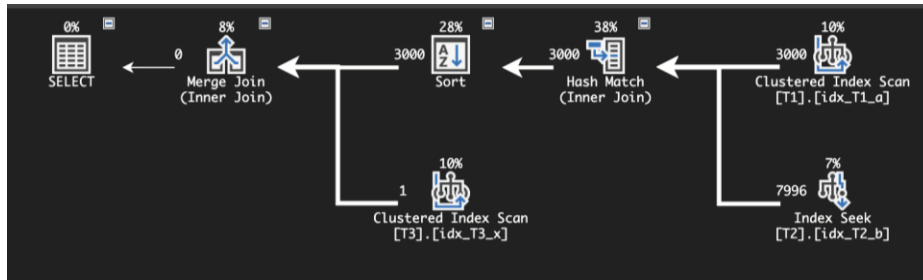 0%
SELECT
0
8%
Merge Join
(Inner Join)
3000
28%
A
Z
Sort
3000
38%
Hash Match
(Inner Join)
3000
10%
Clustered Index Scan
[T1].[idx_T1_a]
1
10%
Clustered Index Scan
[T3].[idx_T3_x]
7996
7%
Index Seek
[T2].[idx_T2_b]